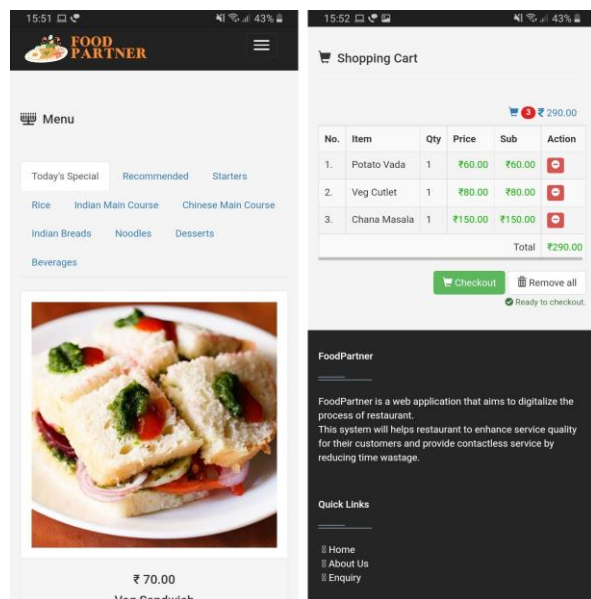 15:51 43%
FOOD
PARTNER
Menu
Today's Special Recommended Starters
Rice Indian Main Course Chinese Main Course
Indian Breads Noodles Desserts
Beverages
₹ 70.00
Veg Sandwich
15:52 43%
Shopping Cart
3 ₹ 290.00
No. Item Qty Price Sub Action
1. Potato Vada 1 ₹60.00 ₹60.00
2. Veg Cutlet 1 ₹80.00 ₹80.00
3. Chana Masala 1 ₹150.00 ₹150.00
Total ₹290.00
Checkout Remove all
Ready to checkout.
FoodPartner
FoodPartner is a web application that aims to digitalize the
process of restaurant.
This system will helps restaurant to enhance service quality
for their customers and provide contactless service by
reducing time wastage.
Quick Links
Home
About Us
Enquiry